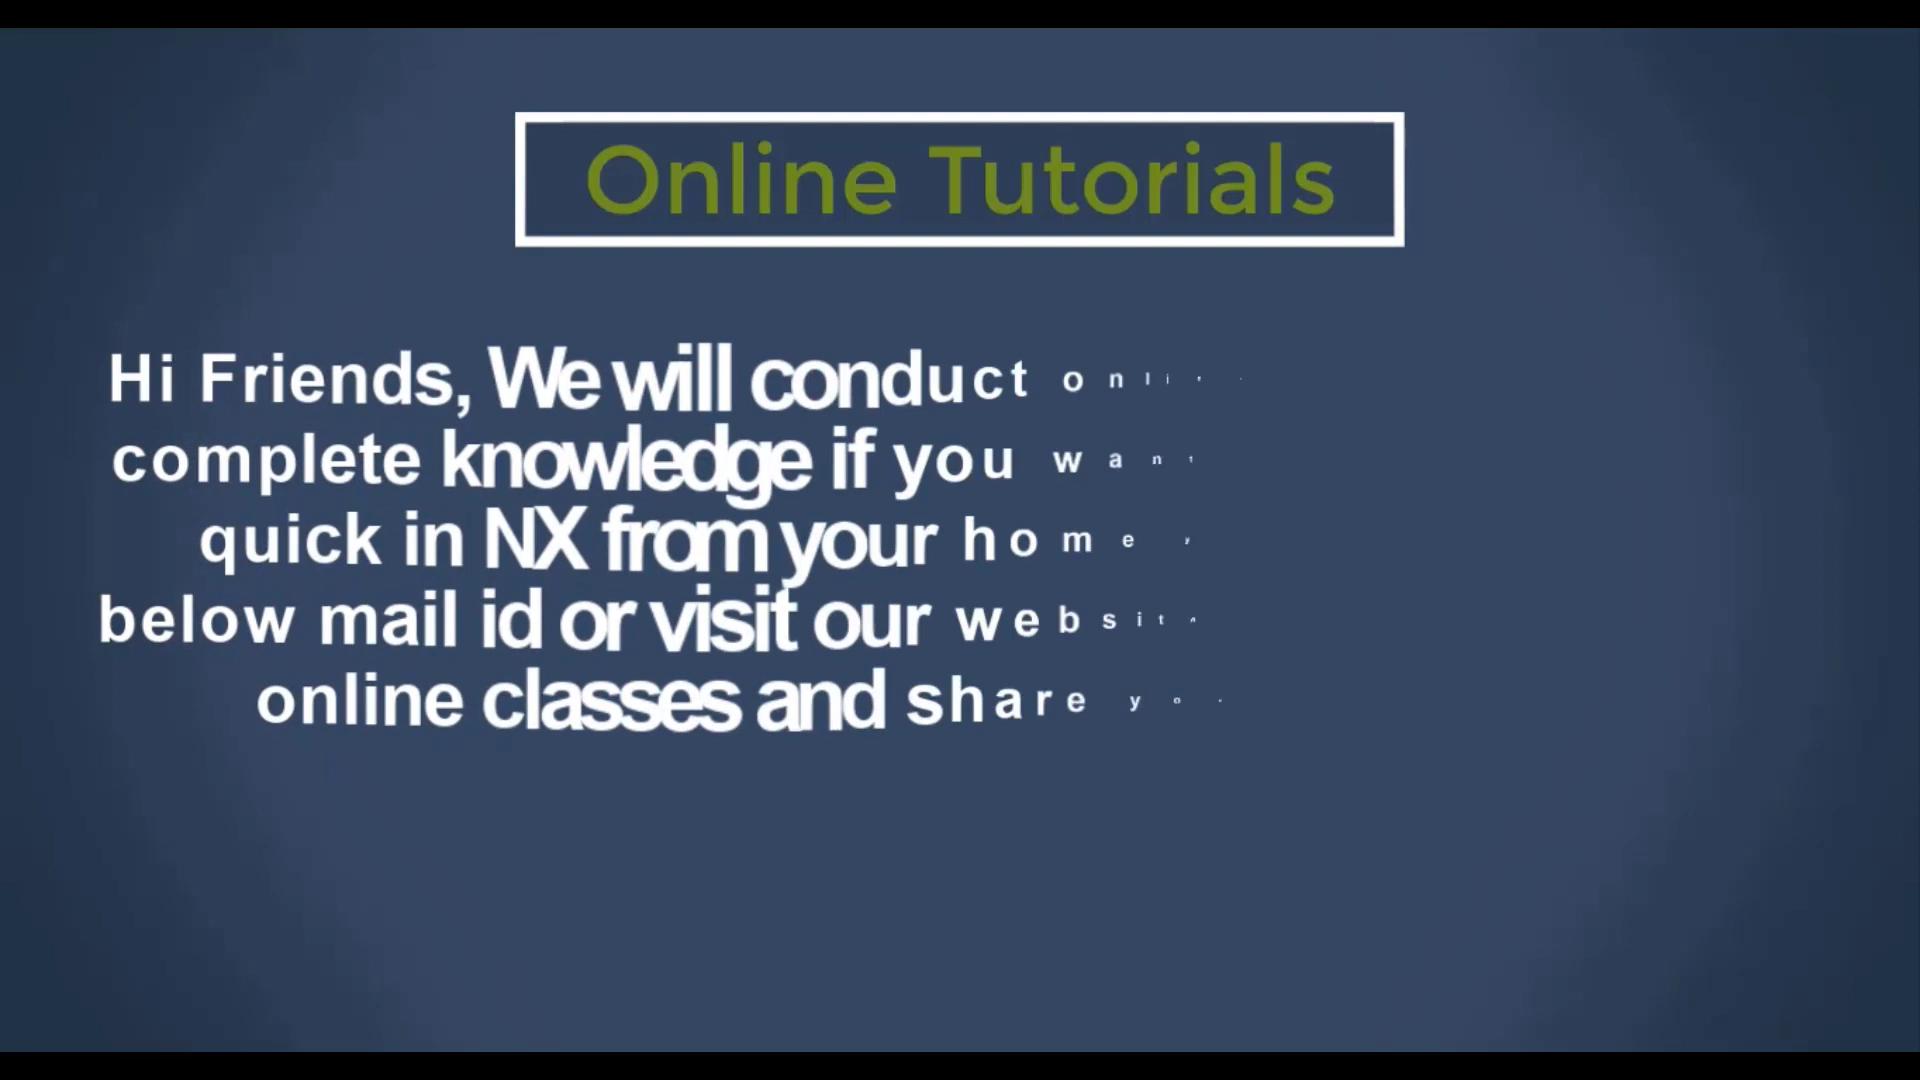 Online Tutorials
Hi Friends, We will conduct
complete knowledge if you want
quick in NX from your home
below mail id or visit our
online classes and share